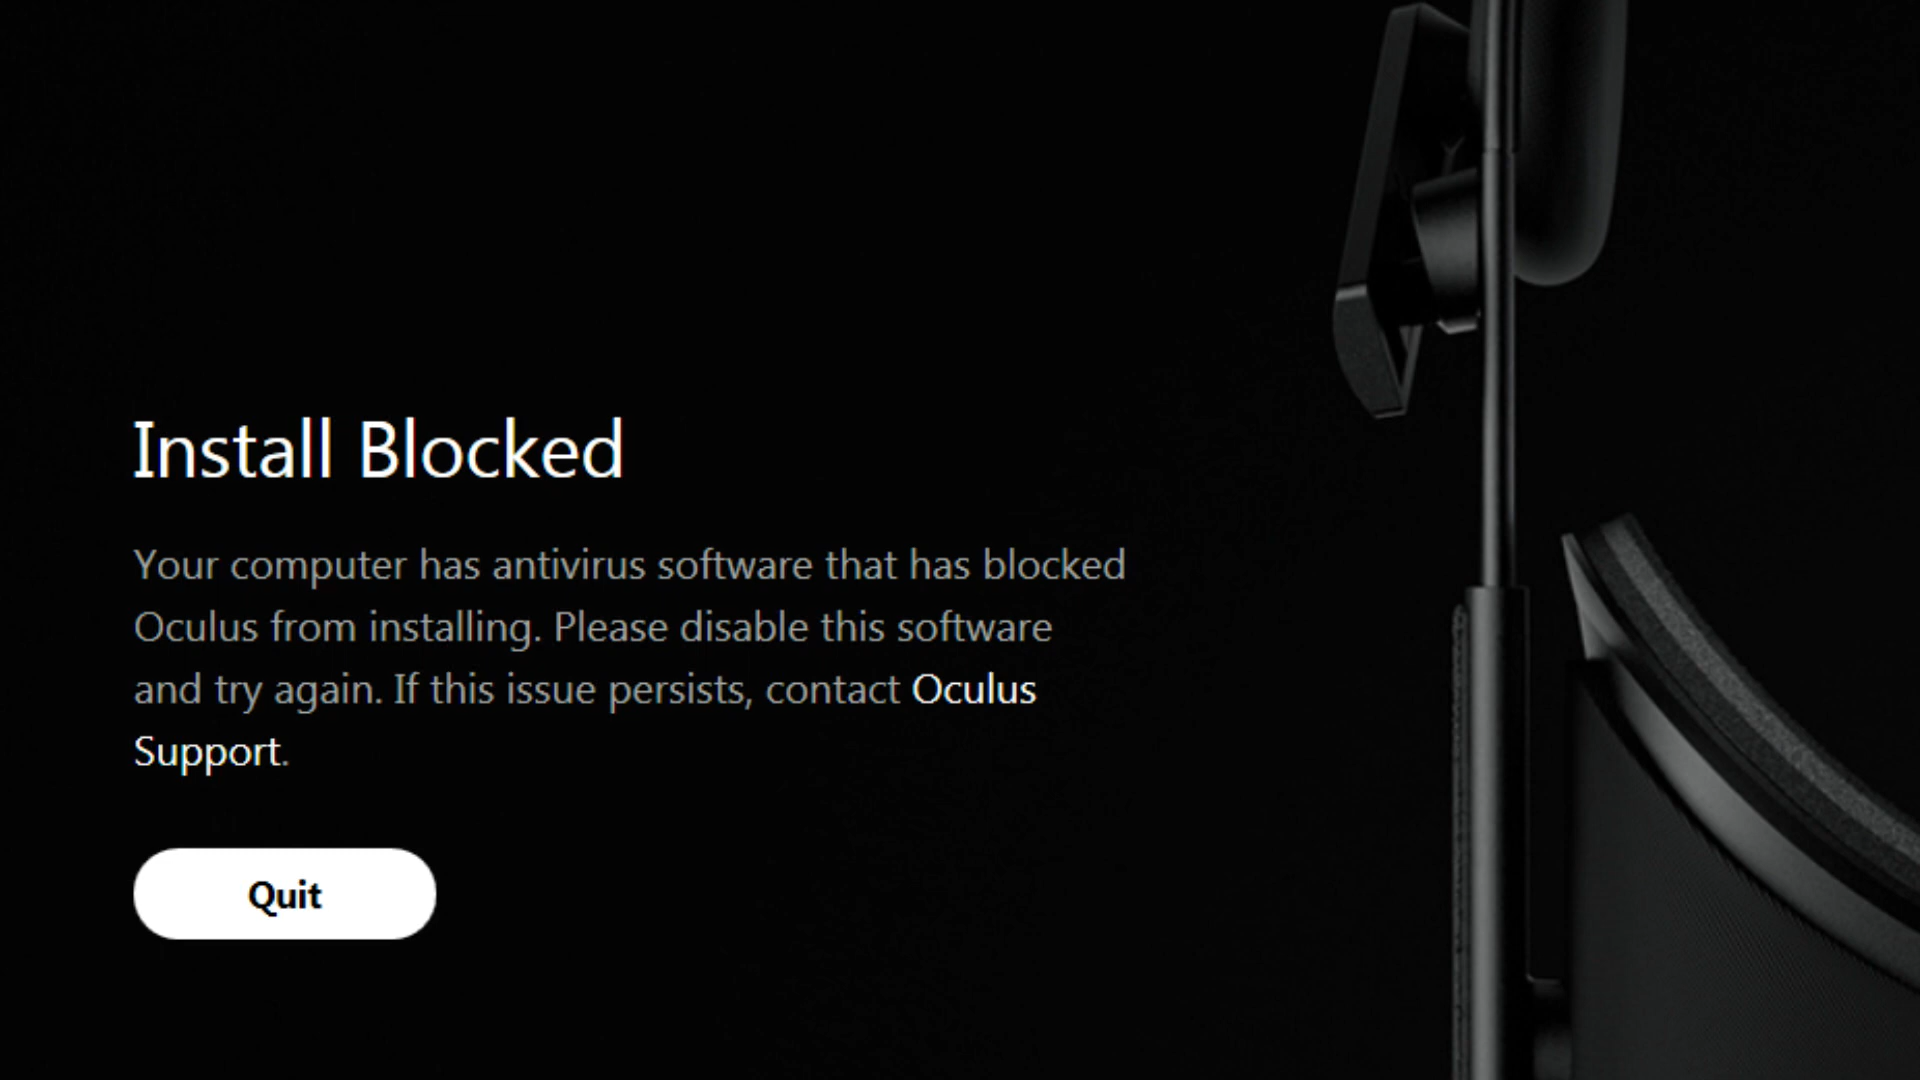 Install Blocked
Your computer has antivirus software that has blocked
Oculus from installing. Please disable this software
and try again. If this issue persists, contact Oculus
Support.
Quit